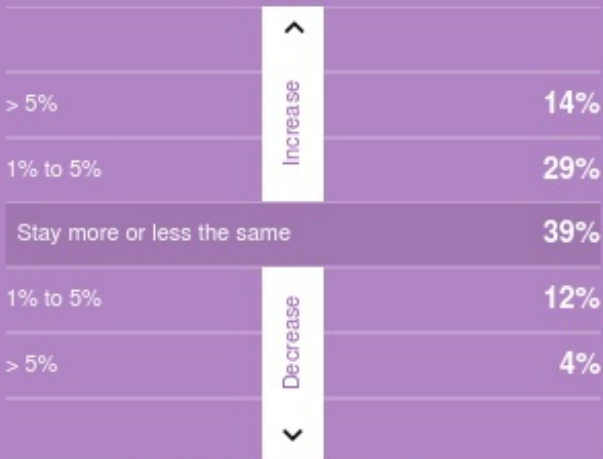 > 5%
Increase
14%
1% to 5%
29%
Stay more or less the same
39%
1% to 5%
Decrease
12%
> 5%
4%